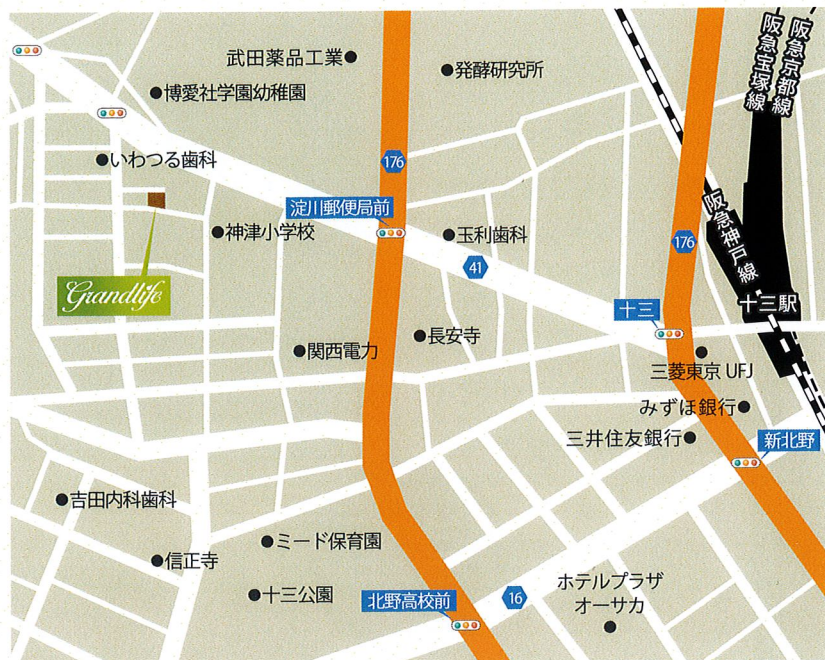 武田薬品工業
発酵研究所
博愛社学園幼稚園
阪急京都線
阪急宝塚線
いわつる歯科
176
淀川郵便局前
神津小学校
玉利歯科
阪急神戸線
176
41
Grandlife
十三
十三駅
長安寺
関西電力
三菱東京 UFJ
みずほ銀行
三井住友銀行
新北野
吉田内科歯科
ミード保育園
信正寺
ホテルプラザ
オーサカ
十三公園
北野高校前
16